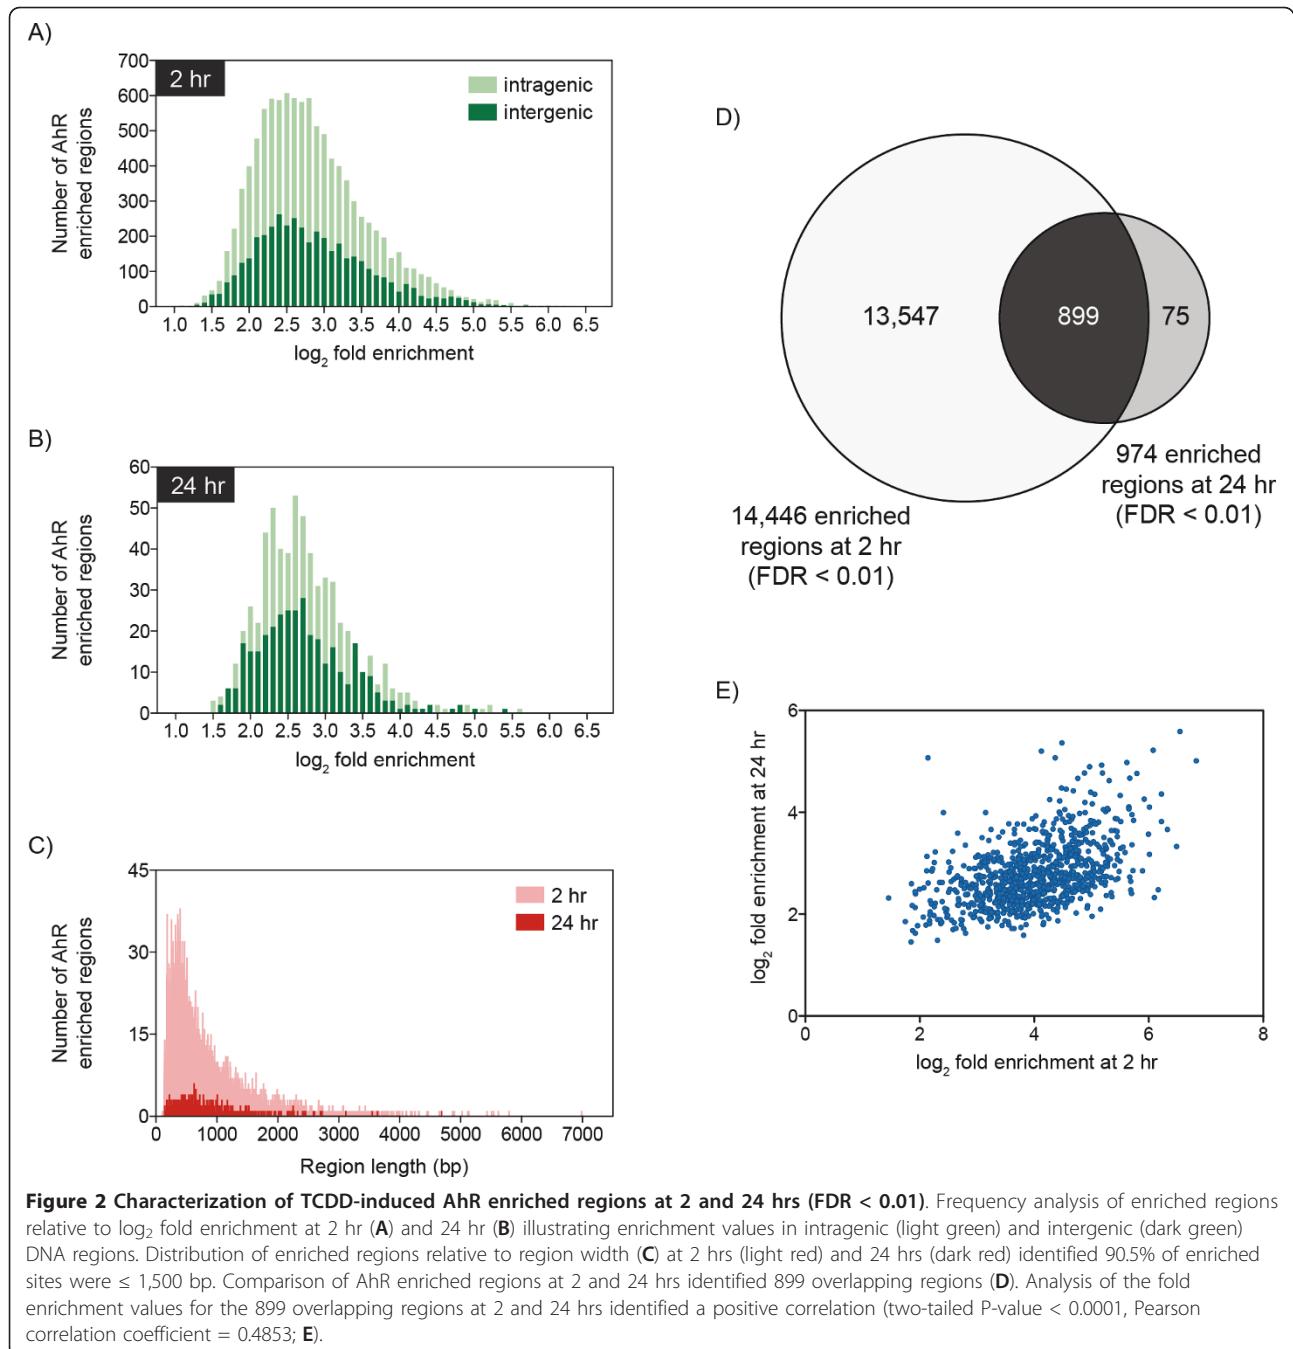 A)
2 hr
intragenic
intergenic
Number of AhR
enriched regions
700
600
500
400
300
200
100
0
1.0 1.5 2.0 2.5 3.0 3.5 4.0 4.5 5.0 5.5 6.0 6.5
log2 fold enrichment
B)
24 hr
Number of AhR
enriched regions
60
50
40
30
20
10
0
1.0 1.5 2.0 2.5 3.0 3.5 4.0 4.5 5.0 5.5 6.0 6.5
log2 fold enrichment
C)
2 hr
24 hr
Number of AhR
enriched regions
45
30
15
0
0 1000 2000 3000 4000 5000 6000 7000
Region length (bp)
D)
13,547 899 75
974 enriched
regions at 24 hr
(FDR < 0.01)
14,446 enriched
regions at 2 hr
(FDR < 0.01)
E)
log2 fold enrichment at 24 hr
6
4
2
0
0 2 4 6 8
log2 fold enrichment at 2 hr
Figure 2 Characterization of TCDD-induced AhR enriched regions at 2 and 24 hrs (FDR < 0.01). Frequency analysis of enriched regions
relative to log2 fold enrichment at 2 hr (A) and 24 hr (B) illustrating enrichment values in intragenic (light green) and intergenic (dark green)
DNA regions. Distribution of enriched regions relative to region width (C) at 2 hrs (light red) and 24 hrs (dark red) identified 90.5% of enriched
sites were ≤ 1,500 bp. Comparison of AhR enriched regions at 2 and 24 hrs identified 899 overlapping regions (D). Analysis of the fold
enrichment values for the 899 overlapping regions at 2 and 24 hrs identified a positive correlation (two-tailed P-value < 0.0001, Pearson
correlation coefficient = 0.4853; E).